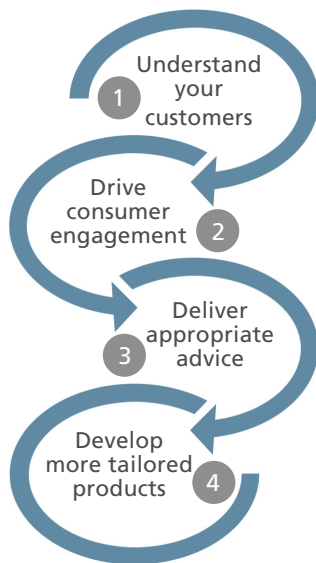 Understand
your
customers
1
Drive
consumer
engagement
2
Deliver
appropriate
advice
3
Develop
more tailored
products
4